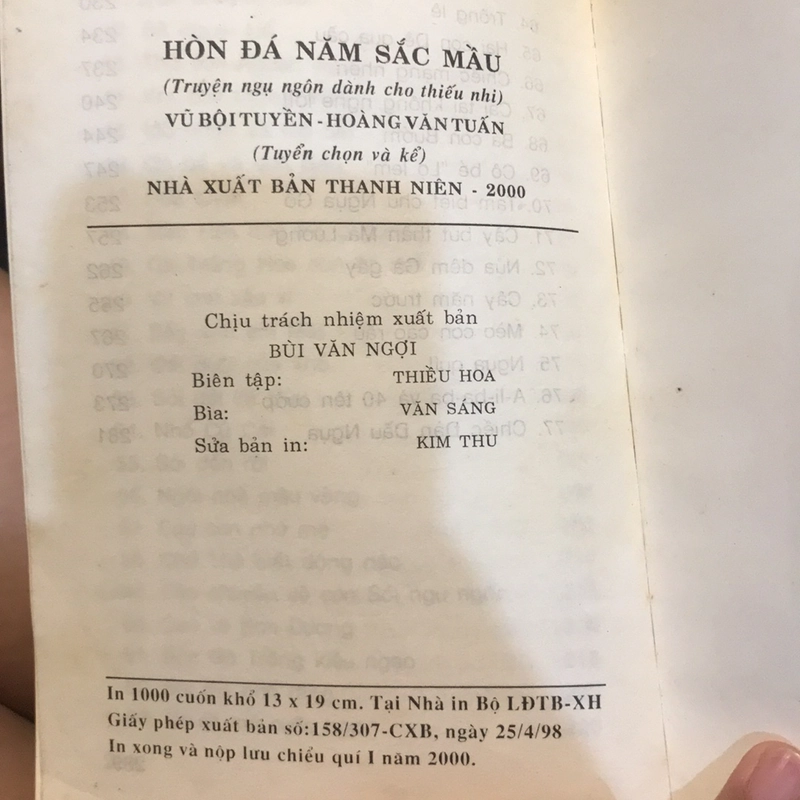 HÒN ĐÁ NĂM SẮC MẦU
(Truyện ngụ ngôn dành cho thiếu nhi)
VŨ BỘI TUYỀN - HOÀNG VĂN TUẤN
(Tuyển chọn và kể)
NHÀ XUẤT BẢN THANH NIÊN - 2000
Chịu trách nhiệm xuất bản
BÙI VĂN NGỢI
Biên tập: THIỀU HOA
Bìa: VĂN SÁNG
Sửa bản in: KIM THU
In 1000 cuốn khổ 13 x 19 cm. Tại Nhà in Bộ LĐTB-XH
Giấy phép xuất bản số:158/307-CXB, ngày 25/4/98
In xong và nộp lưu chiểu quí I năm 2000.